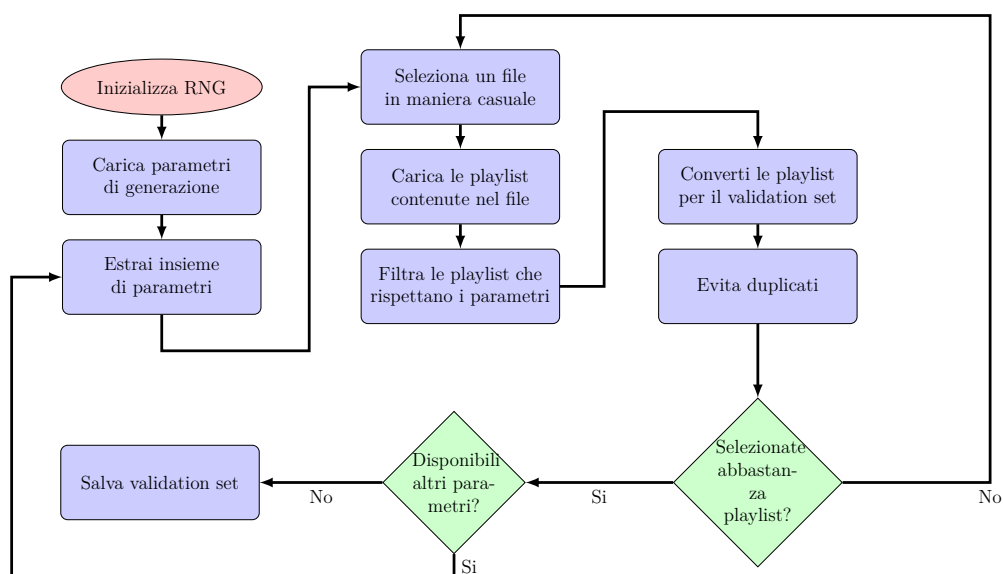 Inizializza RNG
Carica parametri
di generazione
Estrai insieme
di parametri
Seleziona un file
in maniera casuale
Carica le playlist
contenute nel file
Filtra le playlist che
rispettano i parametri
Converti le playlist
per il validation set
Evita duplicati
Selezionate
abbastan-
za
playlist?
No
Si
Disponibili
altri para-
metri?
No
Si
Salva validation set